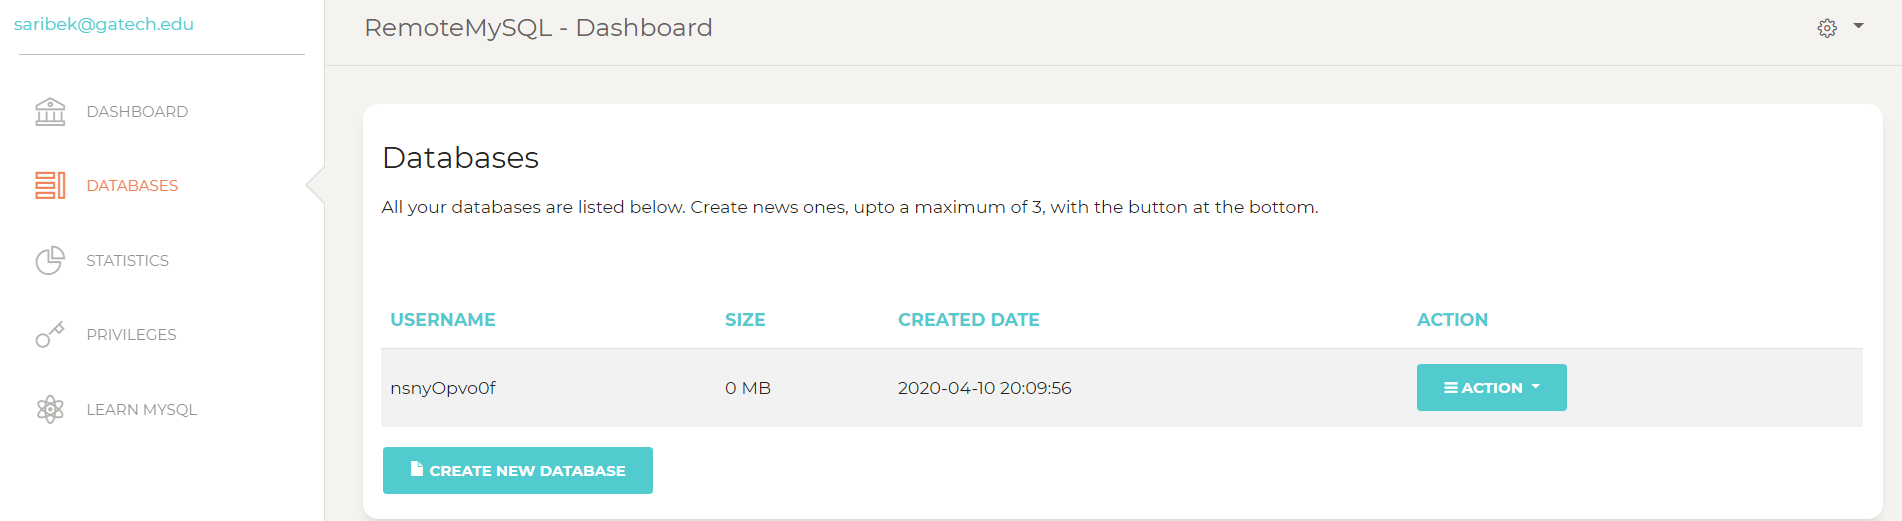 saribek@gatech.edu
RemoteMySQL - Dashboard
DASHBOARD
DATABASES
STATISTICS
PRIVILEGES
LEARN MYSQL
Databases
All your databases are listed below. Create news ones, upto a maximum of 3, with the button at the bottom.
USERNAME SIZE CREATED DATE ACTION
nsnyOpvo0f 0 MB 2020-04-10 20:09:56 ACTION
CREATE NEW DATABASE